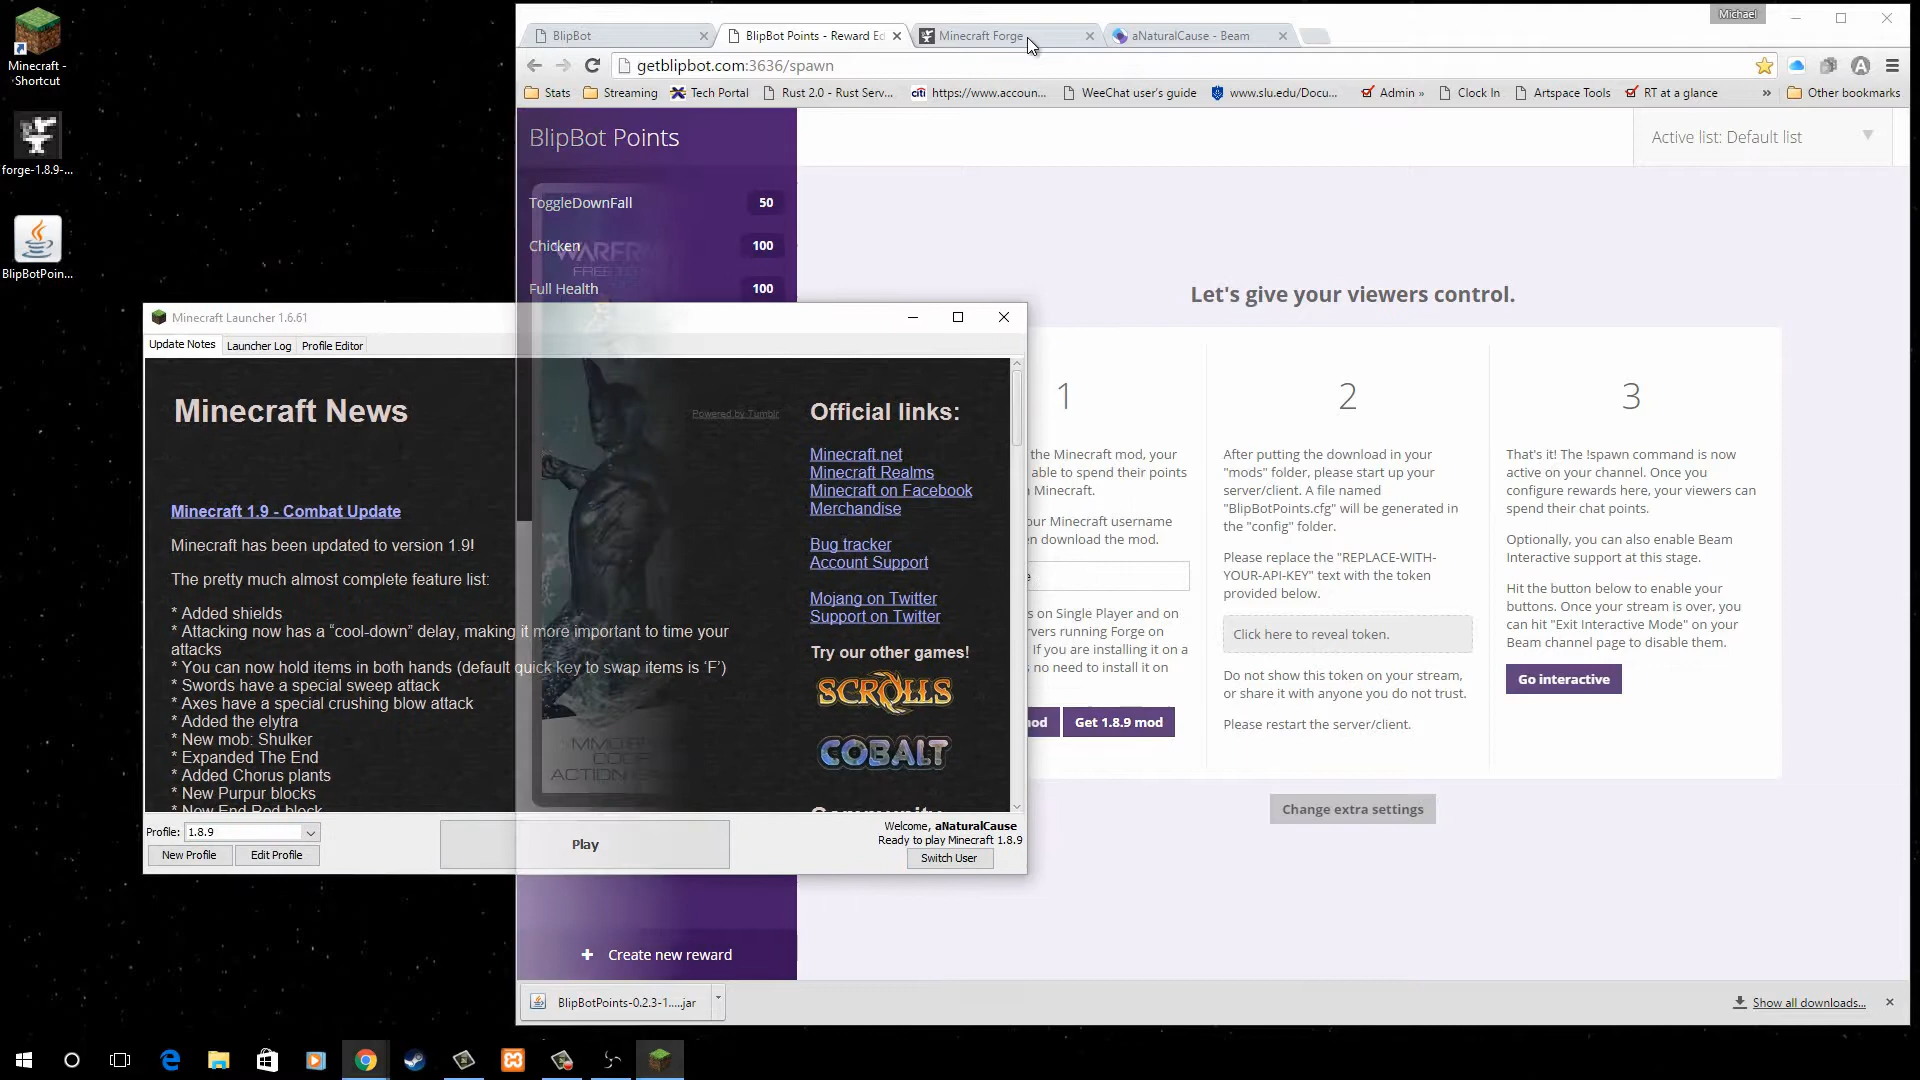 Minecraft -
Shortcut
forge-1.8.9-...
BlipBotPoin...
Michael
BlipBot
BlipBot Points - Reward Ed
Minecraft Forge
aNaturalCause - Beam
getblipbot.com:3636/spawn
Stats
Streaming
Tech Portal
Rust 2.0 - Rust Serv...
citi
https://www.accoun...
WeeChat user's guide
www.slu.edu/Docu...
Admin »
Clock In
Artspace Tools
RT at a glance
»
Other bookmarks
BlipBot Points
Active list: Default list
ToggleDownFall
50
Chicken
100
Full Health
100
Let's give your viewers control.
1
the Minecraft mod, your
able to spend their points
Minecraft.
our Minecraft username
n download the mod.
e
s on Single Player and on
rvers running Forge on
If you are installing it on a
no need to install it on
od
Get 1.8.9 mod
2
After putting the download in your
"mods" folder, please start up your
server/client. A file named
"BlipBotPoints.cfg" will be generated in
the "config" folder.
Please replace the "REPLACE-WITH-
YOUR-API-KEY" text with the token
provided below.
Click here to reveal token.
Do not show this token on your stream,
or share it with anyone you do not trust.
Please restart the server/client.
3
That's it! The !spawn command is now
active on your channel. Once you
configure rewards here, your viewers can
spend their chat points.
Optionally, you can also enable Beam
Interactive support at this stage.
Hit the button below to enable your
buttons. Once your stream is over, you
can hit "Exit Interactive Mode" on your
Beam channel page to disable them.
Go interactive
Change extra settings
Minecraft Launcher 1.6.61
Update Notes
Launcher Log
Profile Editor
Minecraft News
Powered by Tumblr
Minecraft 1.9 - Combat Update
Minecraft has been updated to version 1.9!
The pretty much almost complete feature list:
* Added shields
* Attacking now has a “cool-down” delay, making it more important to time your
attacks
* You can now hold items in both hands (default quick key to swap items is ‘F’)
* Swords have a special sweep attack
* Axes have a special crushing blow attack
* Added the elytra
* New mob: Shulker
* Expanded The End
* Added Chorus plants
* New Purpur blocks
* New End Rod block
Official links:
Minecraft.net
Minecraft Realms
Minecraft on Facebook
Merchandise
Bug tracker
Account Support
Mojang on Twitter
Support on Twitter
Try our other games!
SCROLLS
COBALT
Community
Profile:
1.8.9
New Profile
Edit Profile
Play
Welcome, aNaturalCause
Ready to play Minecraft 1.8.9
Switch User
+ Create new reward
BlipBotPoints-0.2.3-1.....jar
Show all downloads...